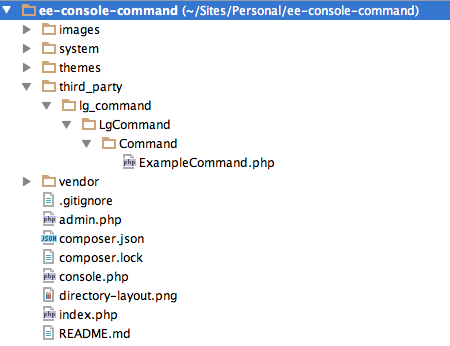 ee-console-command (~/Sites/Personal/ee-console-command)
images
system
themes
third_party
lg_command
LgCommand
Command
php ExampleCommand.php
vendor
.gitignore
php admin.php
JSON composer.json
composer.lock
php console.php
directory-layout.png
php index.php
README.md